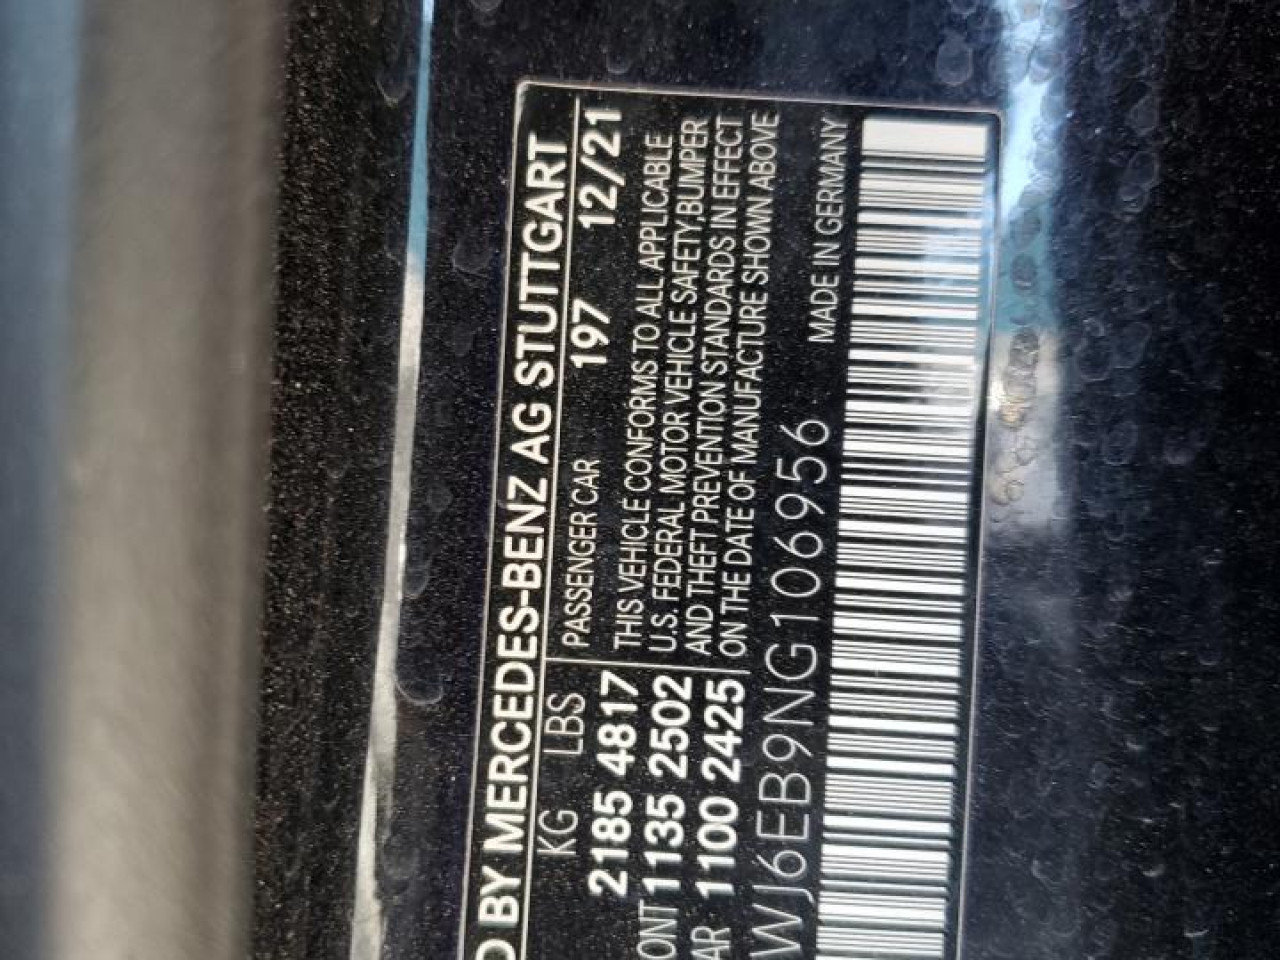 D BY MERCEDES-BENZ AG STUTTGART
KG LBS PASSENGER CAR 197 12/21
2185 4817 THIS VEHICLE CONFORMS TO ALL APPLICABLE
ONT 1135 2502 U.S. FEDERAL MOTOR VEHICLE SAFETY,BUMPER
AR 1100 2425 AND THEFT PREVENTION STANDARDS IN EFFECT
ON THE DATE OF MANUFACTURE SHOWN ABOVE
WJ6EB9NG106956 MADE IN GERMANY